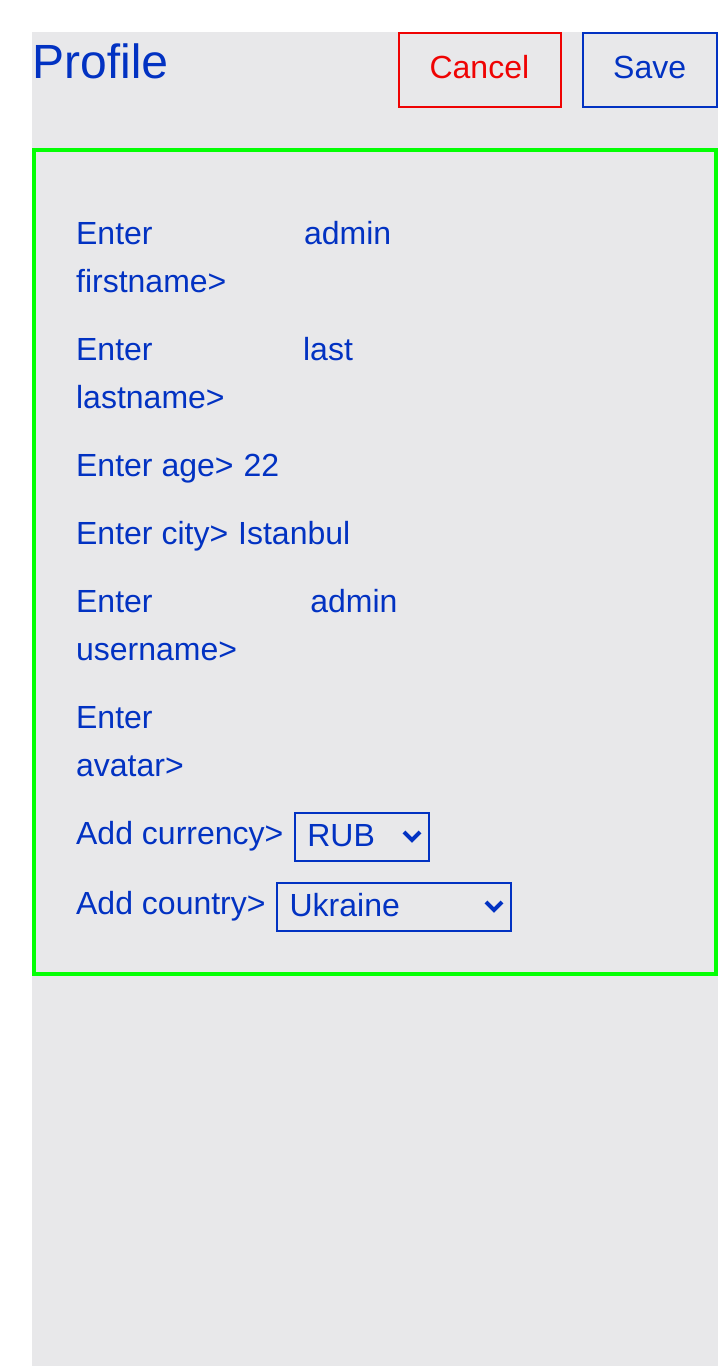 Profile Cancel Save
Enter admin
firstname>
Enter last
lastname>
Enter age> 22
Enter city> Istanbul
Enter admin
username>
Enter
avatar>
Add currency> RUB
Add country> Ukraine